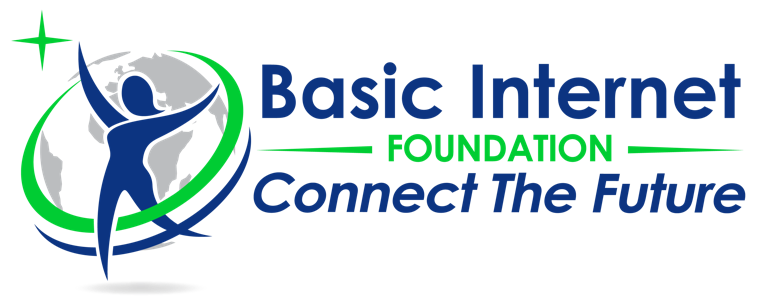 Basic Internet
FOUNDATION
Connect The Future